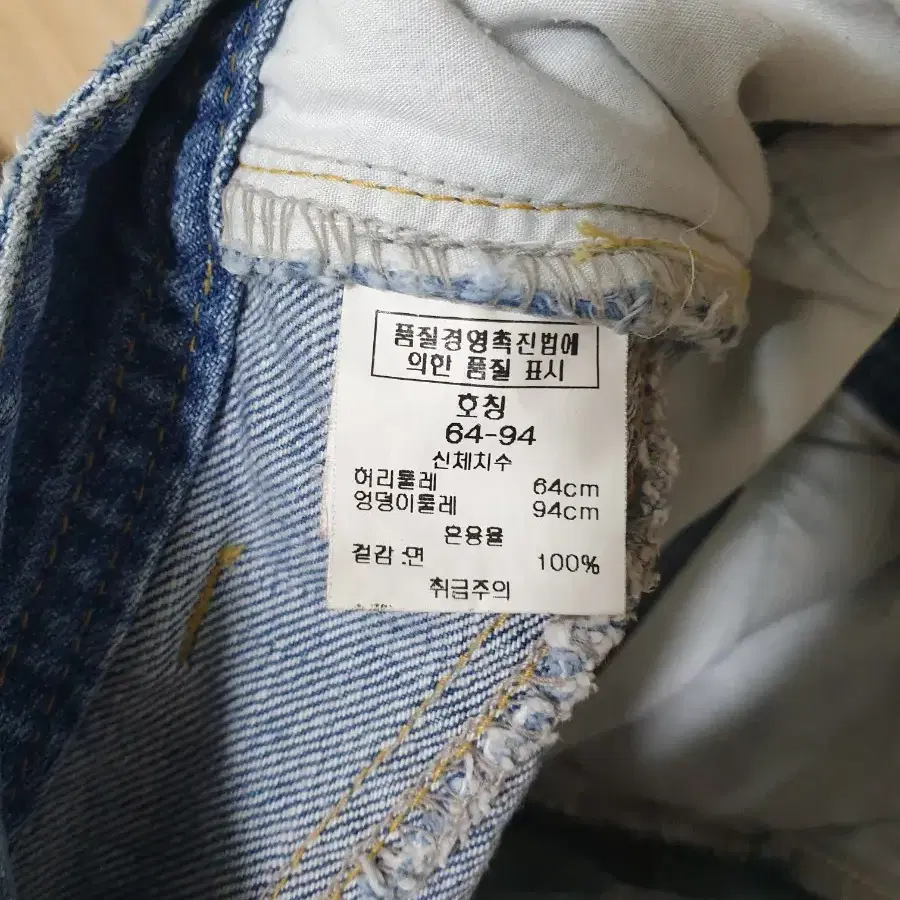 품질경영촉진법에
의한 품질 표시
호칭
64-94
신체치수
허리둘레 64cm
엉덩이둘레 94cm
혼용율
겉감 :면 100%
취급주의